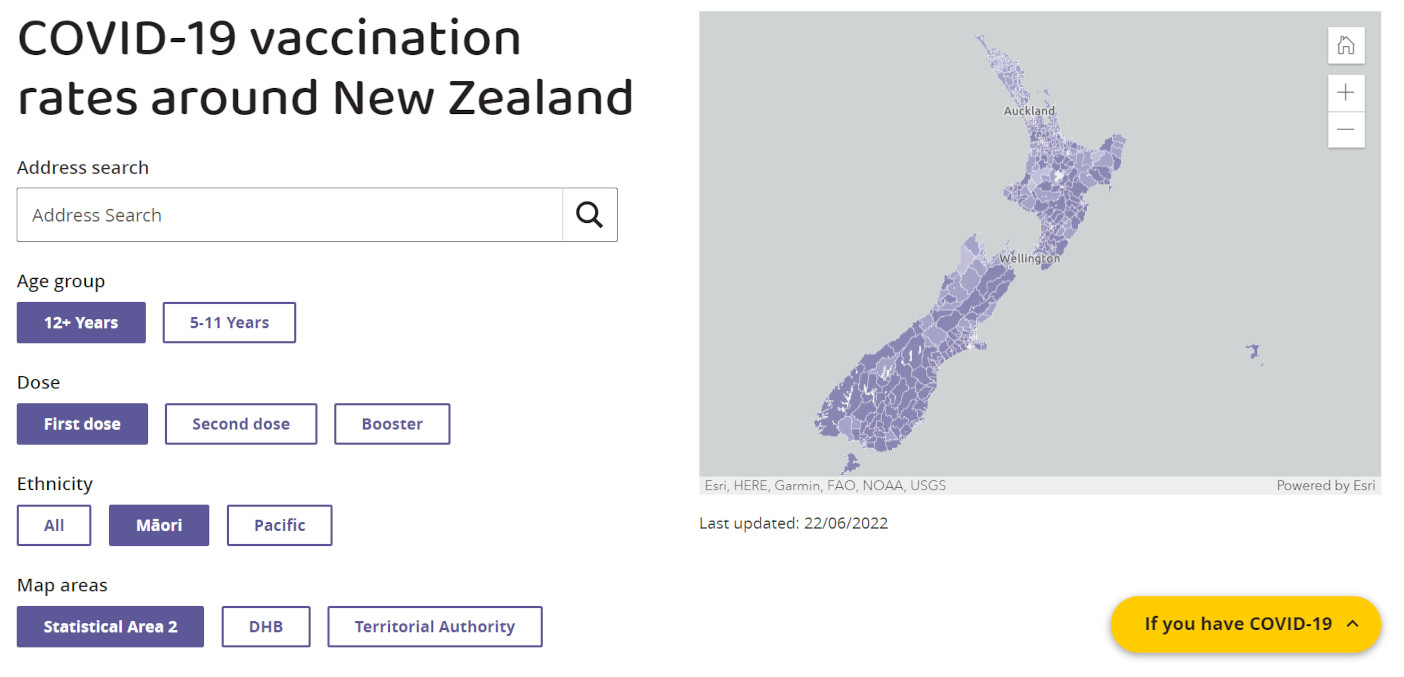 COVID-19 vaccination
rates around New Zealand
Address search
Address Search
Age group
12+ Years
5-11 Years
Dose
First dose
Second dose
Booster
Ethnicity
All
Māori
Pacific
Map areas
Statistical Area 2
DHB
Territorial Authority
Auckland
Wellington
Esri, HERE, Garmin, FAO, NOAA, USGS
Powered by Esri
Last updated: 22/06/2022
If you have COVID-19